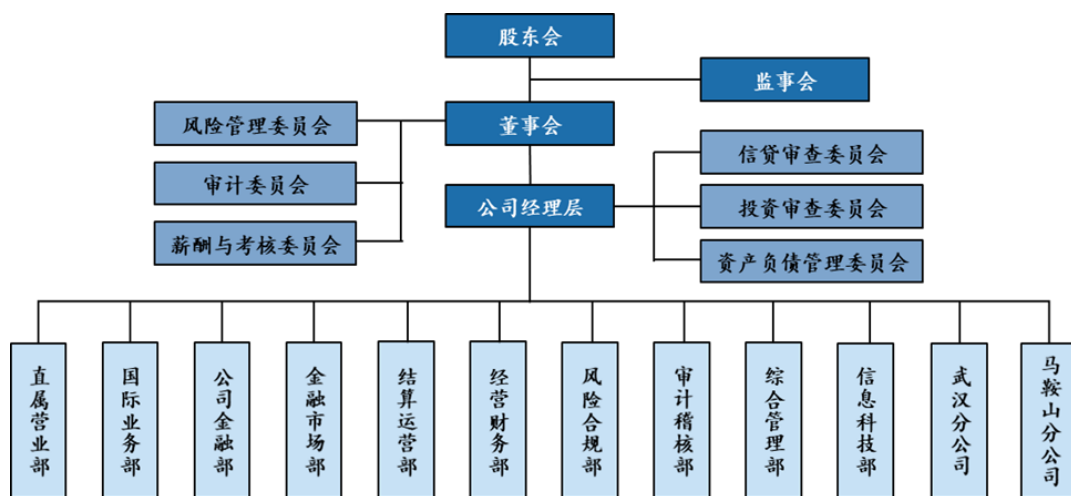 股东会
监事会
董事会
风险管理委员会
审计委员会
薪酬与考核委员会
公司经理层
信贷审查委员会
投资审查委员会
资产负债管理委员会
直属营业部
国际业务部
公司金融部
金融市场部
结算运营部
经营财务部
风险合规部
审计稽核部
综合管理部
信息科技部
武汉分公司
马鞍山分公司